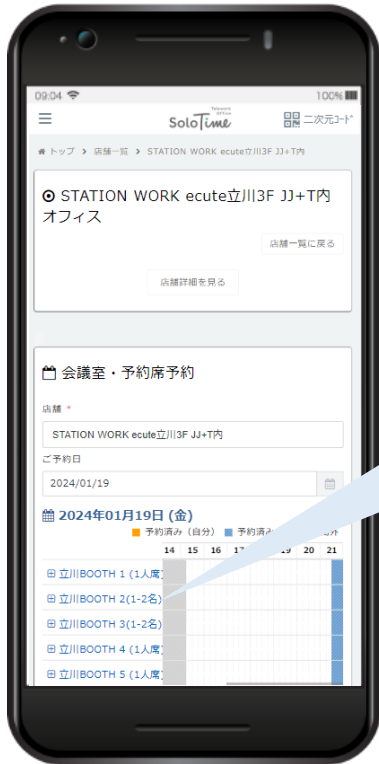 09:04
100%
Telework
Office
SoloTime
二次元ｺｰﾄﾞ
トップ > 店舗一覧 > STATION WORK ecute立川3F JJ+T内
STATION WORK ecute立川3F JJ+T内
オフィス
店舗一覧に戻る
店舗詳細を見る
会議室・予約席予約
店舗 *
STATION WORK ecute立川3F JJ+T内
ご予約日
2024/01/19
2024年01月19日 (金)
予約済み（自分） 予約済み
14 15 16 17 19 20 21
立川BOOTH 1 (1人席)
立川BOOTH 2(1-2名)
立川BOOTH 3(1-2名)
立川BOOTH 4 (1人席)
立川BOOTH 5 (1人席)